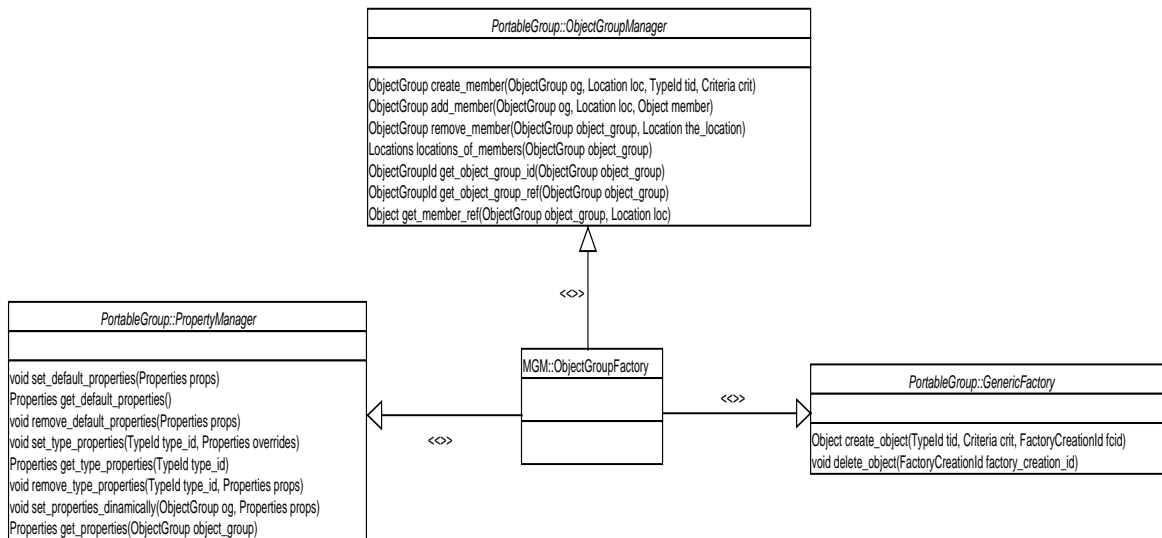 PortableGroup::ObjectGroupManager
ObjectGroup create_member(ObjectGroup og, Location loc, TypeId tid, Criteria crit)
ObjectGroup add_member(ObjectGroup og, Location loc, Object member)
ObjectGroup remove_member(ObjectGroup object_group, Location the_location)
Locations locations_of_members(ObjectGroup object_group)
ObjectGroupId get_object_group_id(ObjectGroup object_group)
ObjectGroupId get_object_group_ref(ObjectGroup object_group)
Object get_member_ref(ObjectGroup object_group, Location loc)
<<>>
PortableGroup::PropertyManager
void set_default_properties(Properties props)
Properties get_default_properties()
void remove_default_properties(Properties props)
void set_type_properties(TypeId type_id, Properties overrides)
Properties get_type_properties(TypeId type_id)
void remove_type_properties(TypeId type_id, Properties props)
void set_properties_dinamically(ObjectGroup og, Properties props)
Properties get_properties(ObjectGroup object_group)
<<>>
MGM::ObjectGroupFactory
<<>>
PortableGroup::GenericFactory
Object create_object(TypeId tid, Criteria crit, FactoryCreationId fcid)
void delete_object(FactoryCreationId factory_creation_id)